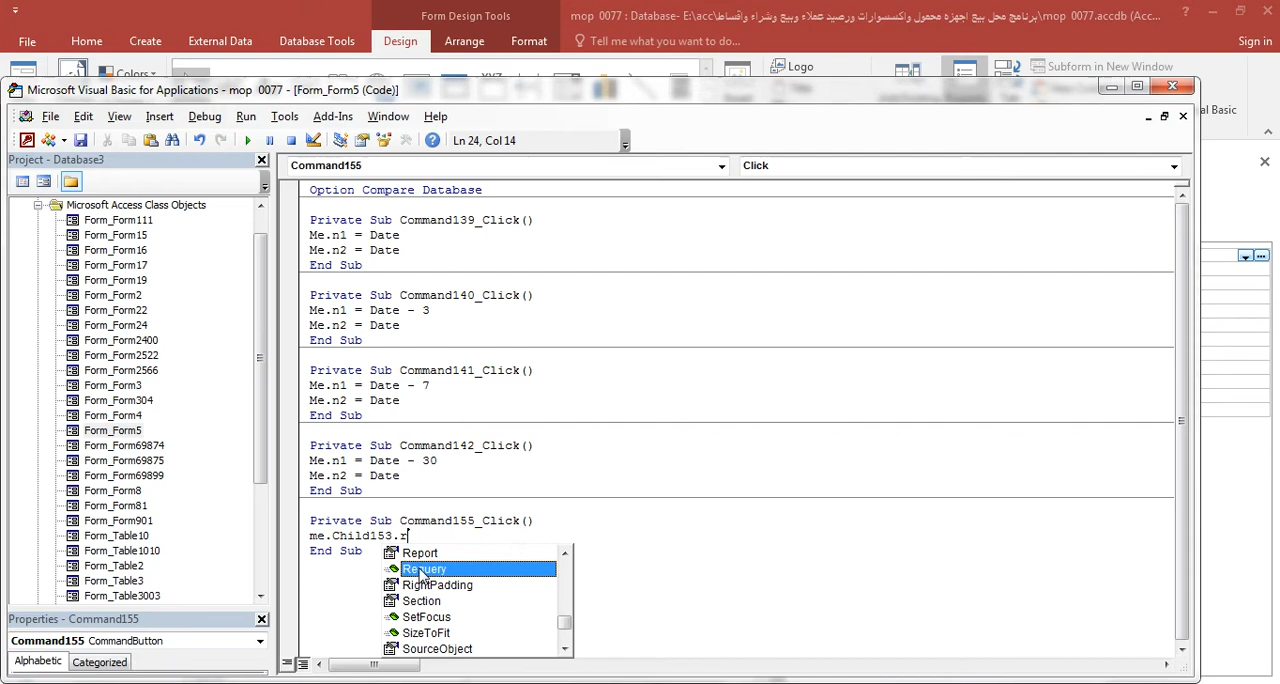 Form Design Tools
mop 0077 : Database- E:\acc\برنامج محل بيع اجهزه محمول واكسسوارات ورصيد عملاء وبيع وشراء واقساط\mop_0077.accdb (Acc...
File Home Create External Data Database Tools Design Arrange Format Tell me what you want to do... Sign in
Colors Logo Subform in New Window
Microsoft Visual Basic for Applications - mop 0077 - [Form_Form5 (Code)]
File Edit View Insert Debug Run Tools Add-Ins Window Help
Ln 24, Col 14
Project - Database3
Command155 Click
Microsoft Access Class Objects
Form_Form111
Form_Form15
Form_Form16
Form_Form17
Form_Form19
Form_Form2
Form_Form22
Form_Form24
Form_Form2400
Form_Form2522
Form_Form2566
Form_Form3
Form_Form304
Form_Form4
Form_Form5
Form_Form69874
Form_Form69875
Form_Form69899
Form_Form8
Form_Form81
Form_Form901
Form_Table10
Form_Table1010
Form_Table2
Form_Table3
Form_Table3003
Properties - Command155
Command155 CommandButton
Alphabetic Categorized
Option Compare Database
Private Sub Command139_Click()
Me.n1 = Date
Me.n2 = Date
End Sub
Private Sub Command140_Click()
Me.n1 = Date - 3
Me.n2 = Date
End Sub
Private Sub Command141_Click()
Me.n1 = Date - 7
Me.n2 = Date
End Sub
Private Sub Command142_Click()
Me.n1 = Date - 30
Me.n2 = Date
End Sub
Private Sub Command155_Click()
me.Child153.r
End Sub
Report
Requery
RightPadding
Section
SetFocus
SizeToFit
SourceObject